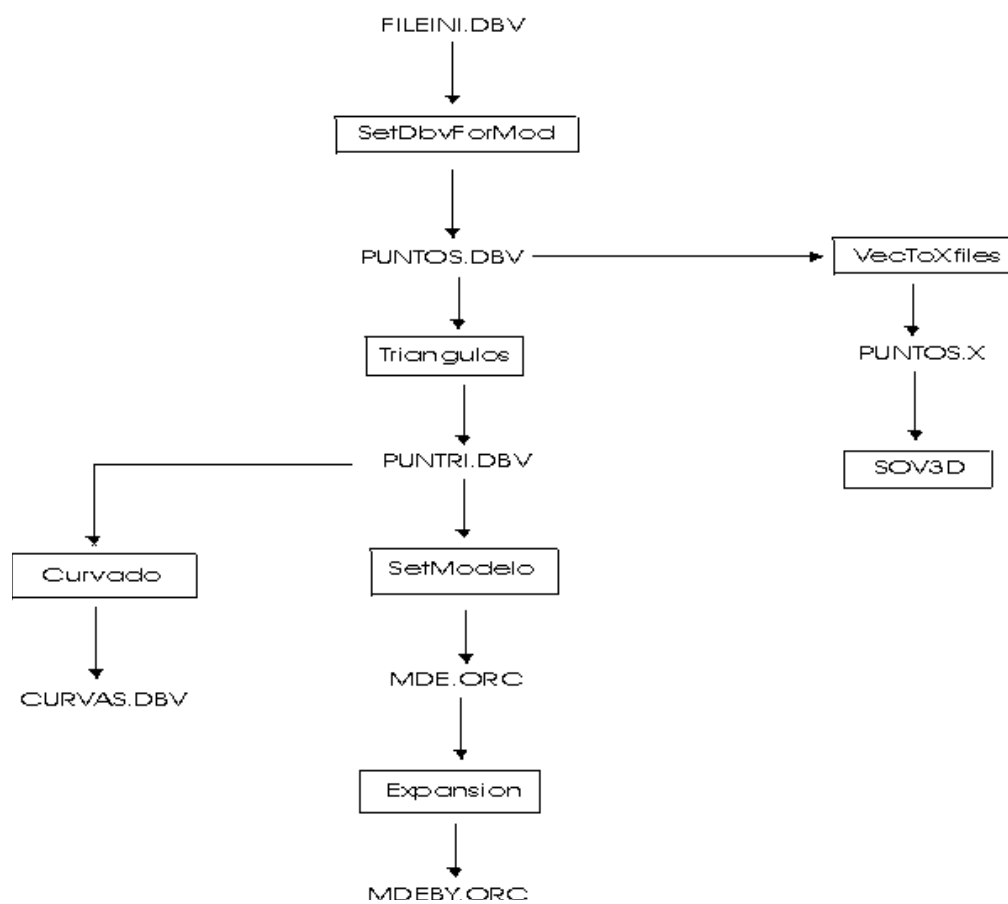 FILEINI.DBV
SetDbvForMod
PUNTOS.DBV
VecToXfiles
Triangulos
PUNTOS.X
PUNTRI.DBV
SOV3D
Curvado
SetModelo
CURVAS.DBV
MDE.ORC
Expansion
MDEBY.ORC